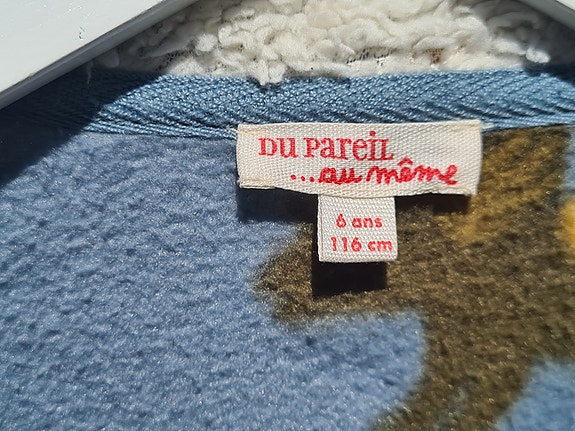 DU PareiL
...au même
6 ans
116 cm